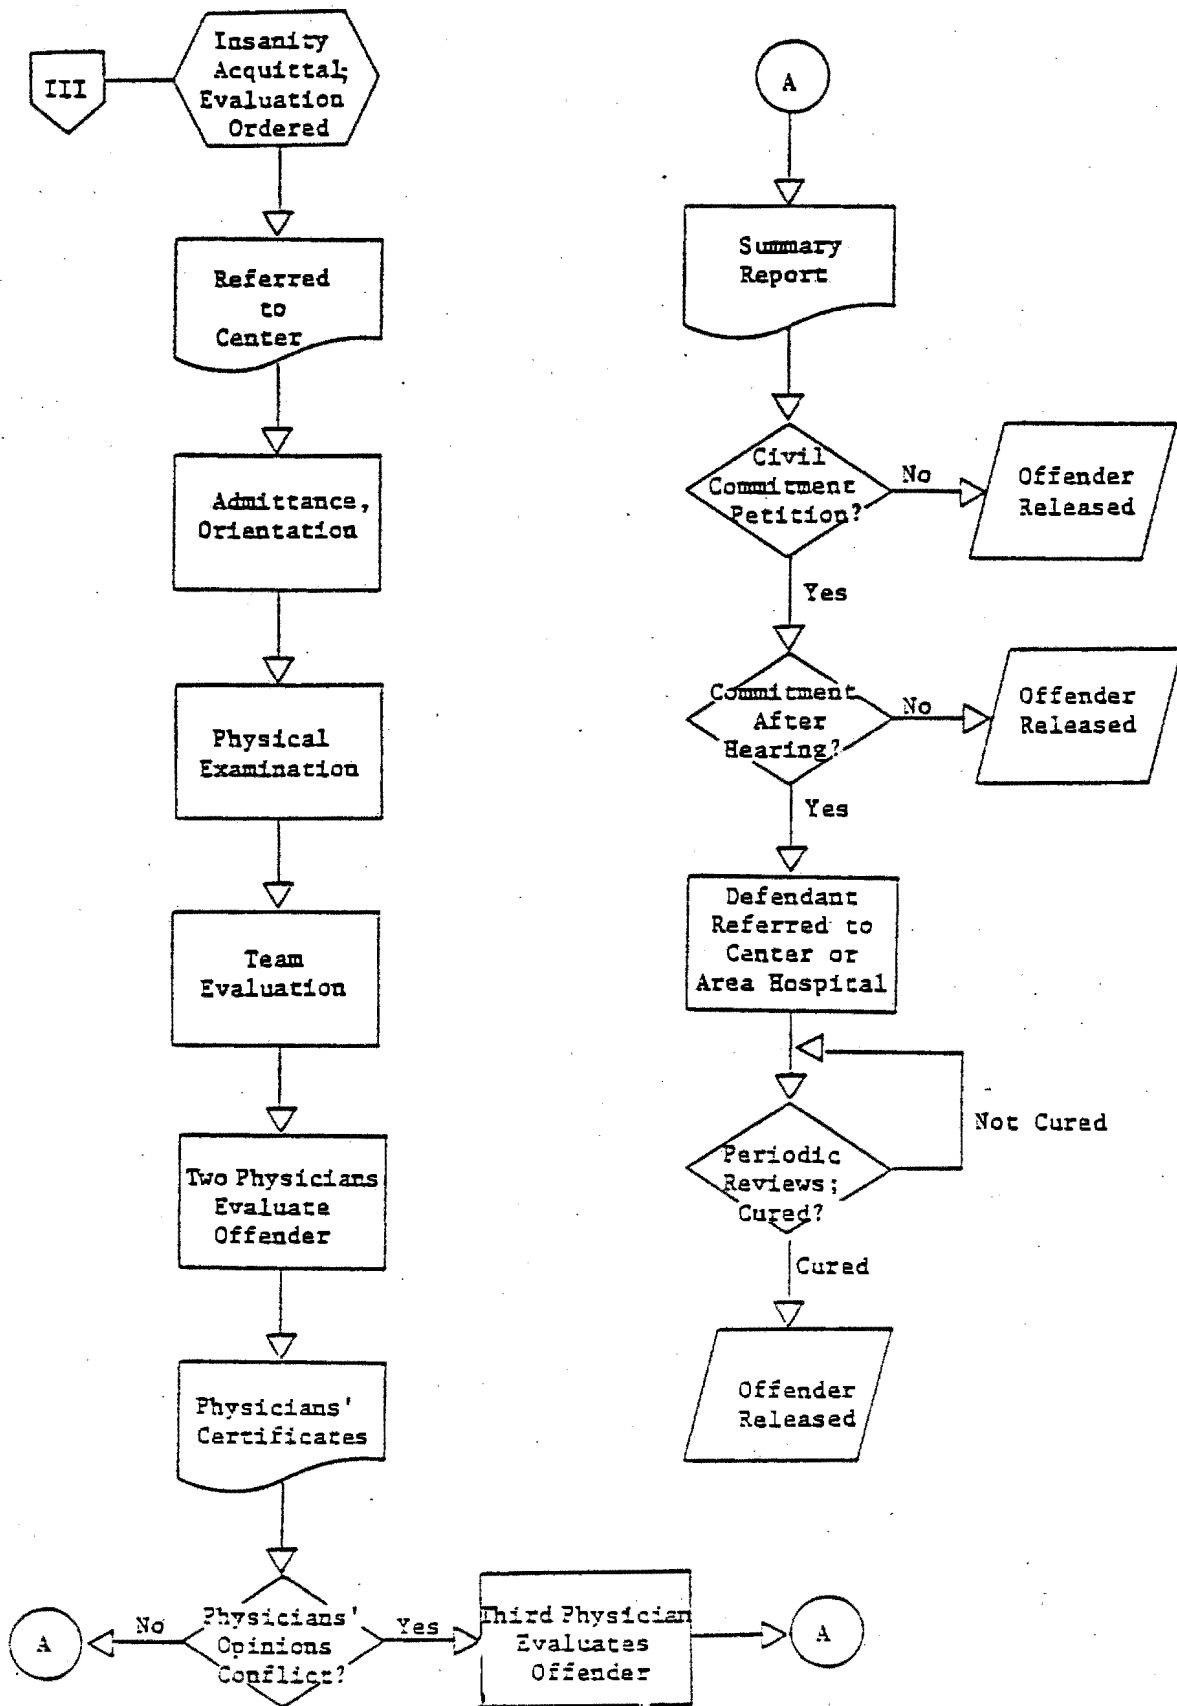 III
Insanity
Acquittal;
Evaluation
Ordered
Referred
to
Center
Admittance,
Orientation
Physical
Examination
Team
Evaluation
Two Physicians
Evaluate
Offender
Physicians'
Certificates
Physicians'
Opinions
Conflict?
No
A
Yes
Third Physician
Evaluates
Offender
A
A
Summary
Report
Civil
Commitment
Petition?
No
Offender
Released
Yes
Commitment
After
Hearing?
No
Offender
Released
Yes
Defendant
Referred to
Center or
Area Hospital
Periodic
Reviews;
Cured?
Not Cured
Cured
Offender
Released